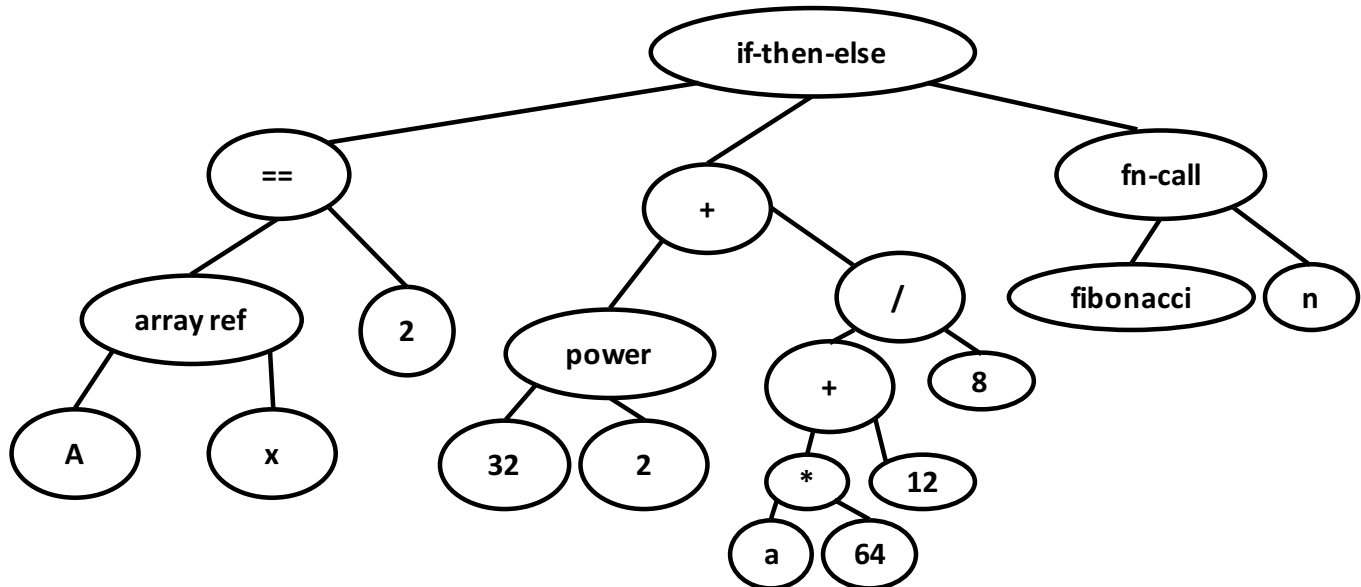 if-then-else
==
+
fn-call
array ref
2
power
/
fibonacci
n
A
x
32
2
+
8
*
12
a
64